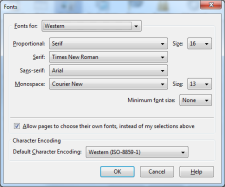 Fonts
Fonts for: Western
Proportional: Serif Size: 16
Serif: Times New Roman
Sans-serif: Arial
Monospace: Courier New Size: 13
Minimum font size: None
Allow pages to choose their own fonts, instead of my selections above
Character Encoding
Default Character Encoding: Western (ISO-8859-1)
OK Cancel Help